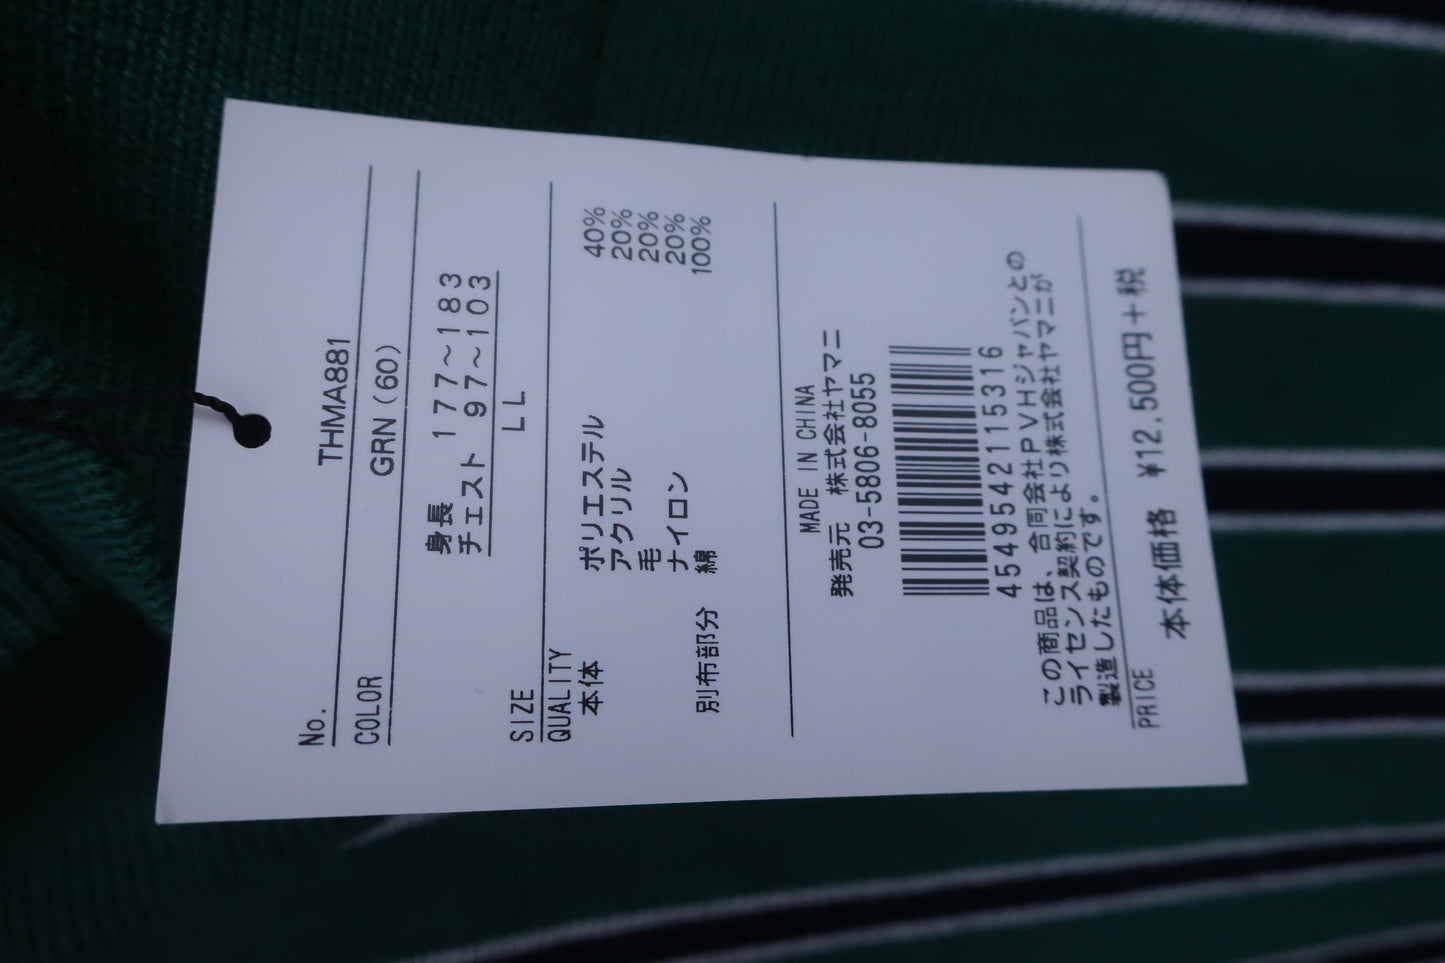 No. THMA881
COLOR GRN(60)
身長 177〜183
チェスト 97〜103
SIZE LL
QUALITY
本体 ポリエステル 40%
アクリル 20%
毛 20%
ナイロン 20%
別布部分 綿 100%
MADE IN CHINA
発売元 株式会社ヤマニ
03-5806-8055
4549542115316
この商品は、合同会社PVHジャパンとの
ライセンス契約により株式会社ヤマニが
製造したものです。
PRICE 本体価格 ¥12,500円+税